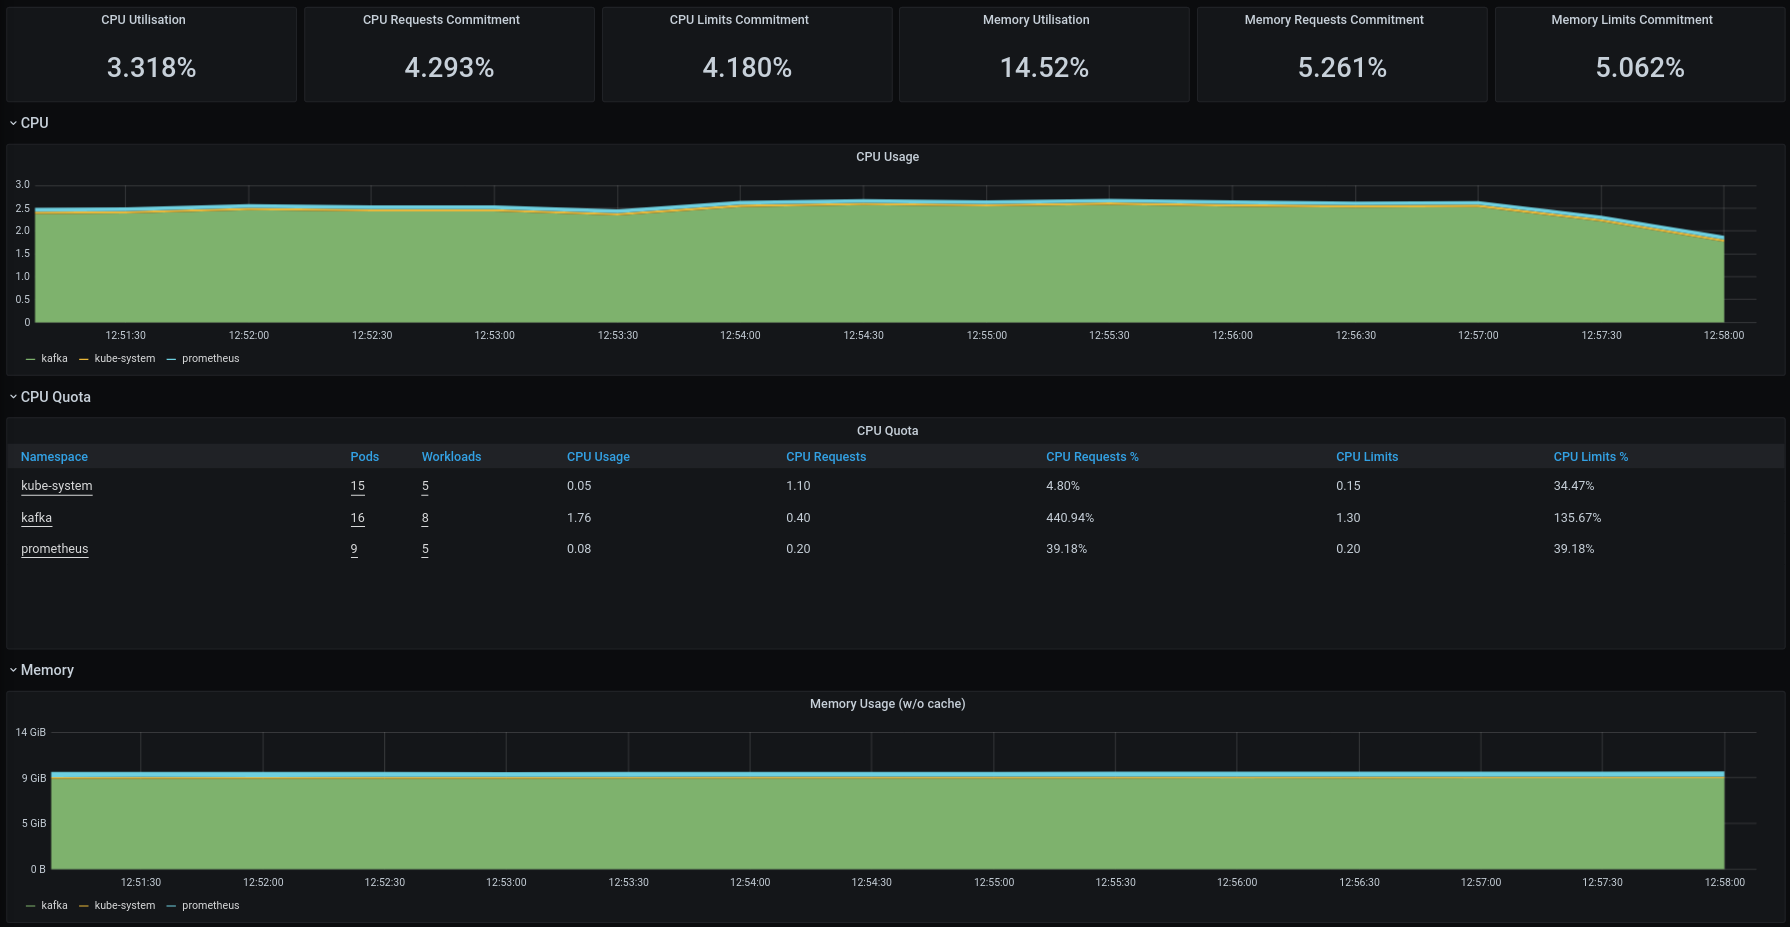 CPU Utilisation CPU Requests Commitment CPU Limits Commitment Memory Utilisation Memory Requests Commitment Memory Limits Commitment
3.318% 4.293% 4.180% 14.52% 5.261% 5.062%
CPU
CPU Usage
3.0
2.5
2.0
1.5
1.0
0.5
0
12:51:30 12:52:00 12:52:30 12:53:00 12:53:30 12:54:00 12:54:30 12:55:00 12:55:30 12:56:00 12:56:30 12:57:00 12:57:30 12:58:00
kafka kube-system prometheus
CPU Quota
CPU Quota
Namespace Pods Workloads CPU Usage CPU Requests CPU Requests % CPU Limits CPU Limits %
kube-system 15 5 0.05 1.10 4.80% 0.15 34.47%
kafka 16 8 1.76 0.40 440.94% 1.30 135.67%
prometheus 9 5 0.08 0.20 39.18% 0.20 39.18%
Memory
Memory Usage (w/o cache)
14 GiB
9 GiB
5 GiB
0 B
12:51:30 12:52:00 12:52:30 12:53:00 12:53:30 12:54:00 12:54:30 12:55:00 12:55:30 12:56:00 12:56:30 12:57:00 12:57:30 12:58:00
kafka kube-system prometheus